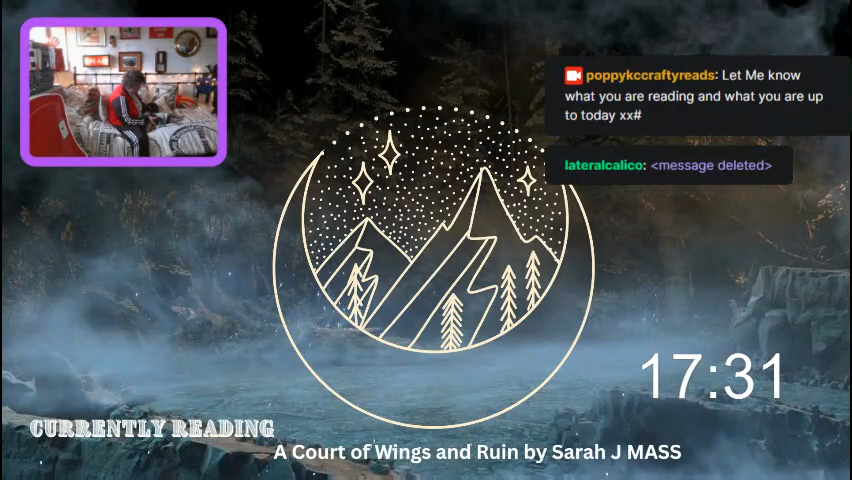 poppykccraftyreads: Let Me know
what you are reading and what you are up
to today xx#
lateralcalico: <message deleted>
17:31
CURRENTLY READING
A Court of Wings and Ruin by Sarah J MASS